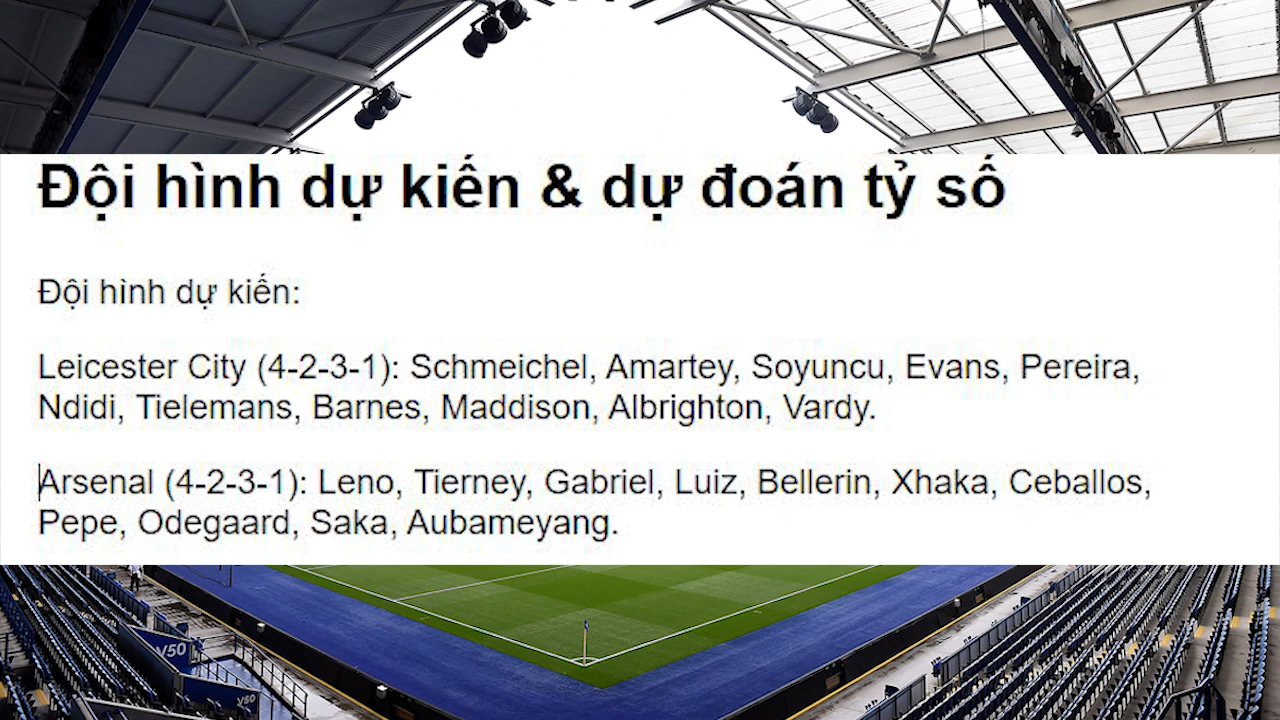 Đội hình dự kiến & dự đoán tỷ số
Đội hình dự kiến:
Leicester City (4-2-3-1): Schmeichel, Amartey, Soyuncu, Evans, Pereira,
Ndidi, Tielemans, Barnes, Maddison, Albrighton, Vardy.
Arsenal (4-2-3-1): Leno, Tierney, Gabriel, Luiz, Bellerin, Xhaka, Ceballos,
Pepe, Odegaard, Saka, Aubameyang.
V50
V50